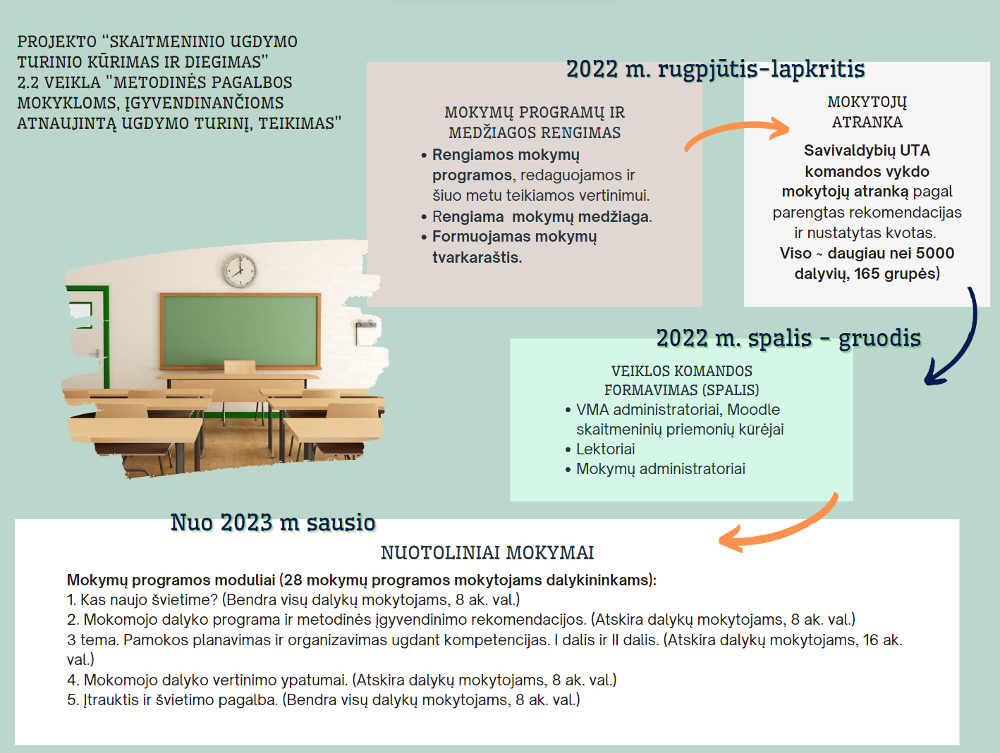 PROJEKTO “SKAITMENINIO UGDYMO
TURINIO KŪRIMAS IR DIEGIMAS”
2.2 VEIKLA "METODINĖS PAGALBOS
MOKYKLOMS, ĮGYVENDINANČIOMS
ATNAUJINTĄ UGDYMO TURINĮ, TEIKIMAS"
2022 m. rugpjūtis-lapkritis
MOKYMŲ PROGRAMŲ IR
MEDŽIAGOS RENGIMAS
• Rengiamos mokymų
programos, redaguojamos ir
šiuo metu teikiamos vertinimui.
• Rengiama mokymų medžiaga.
• Formuojamas mokymų
tvarkaraštis.
MOKYTOJŲ
ATRANKA
Savivaldybių UTA
komandos vykdo
mokytojų atranką pagal
parengtas rekomendacijas
ir nustatytas kvotas.
Viso ~ daugiau nei 5000
dalyvių, 165 grupės)
2022 m. spalis - gruodis
VEIKLOS KOMANDOS
FORMAVIMAS (SPALIS)
• VMA administratoriai, Moodle
skaitmeninių priemonių kūrėjai
• Lektoriai
• Mokymų administratoriai
Nuo 2023 m sausio
NUOTOLINIAI MOKYMAI
Mokymų programos moduliai (28 mokymų programos mokytojams dalykininkams):
1. Kas naujo švietime? (Bendra visų dalykų mokytojams, 8 ak. val.)
2. Mokomojo dalyko programa ir metodinės įgyvendinimo rekomendacijos. (Atskira dalykų mokytojams, 8 ak. val.)
3 tema. Pamokos planavimas ir organizavimas ugdant kompetencijas. I dalis ir II dalis. (Atskira dalykų mokytojams, 16 ak.
val.)
4. Mokomojo dalyko vertinimo ypatumai. (Atskira dalykų mokytojams, 8 ak. val.)
5. Įtrauktis ir švietimo pagalba. (Bendra visų dalykų mokytojams, 8 ak. val.)